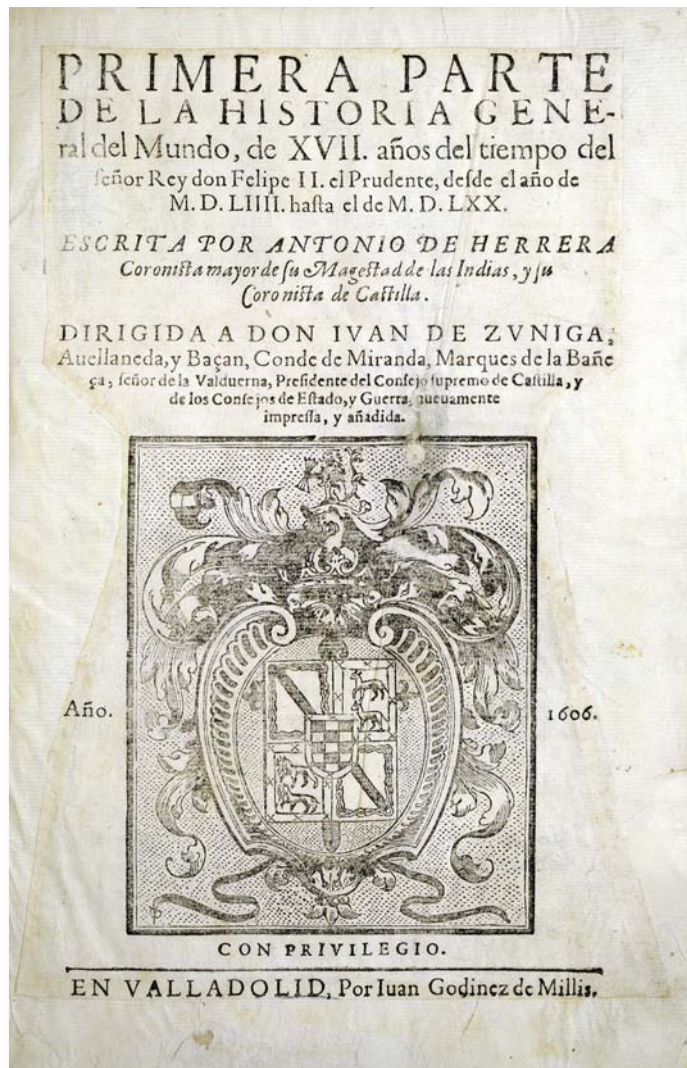 PRIMERA PARTE
DE LA HISTORIA GENE-
ral del Mundo, de XVII. años del tiempo del
ſeñor Rey don Felipe II. el Prudente, deſde el año de
M. D. LIIII. haſta el de M. D. LXX.
ESCRITA POR ANTONIO DE HERRERA
Coroniſta mayor de ſu Mageſtad de las Indias, y ſu
Coroniſta de Caſtilla.
DIRIGIDA A DON IVAN DE ZVNIGA,
Auellaneda, y Baçan, Conde de Miranda, Marques de la Bañe
ça, ſeñor de la Valduerna, Preſidente del Conſejo ſupremo de Caſtilla, y
de los Conſejos de Eſtado, y Guerra, nueuamente
impreſſa, y añadida.
Año. 1606.
CON PRIVILEGIO.
EN VALLADOLID, Por Iuan Godinez de Millis.